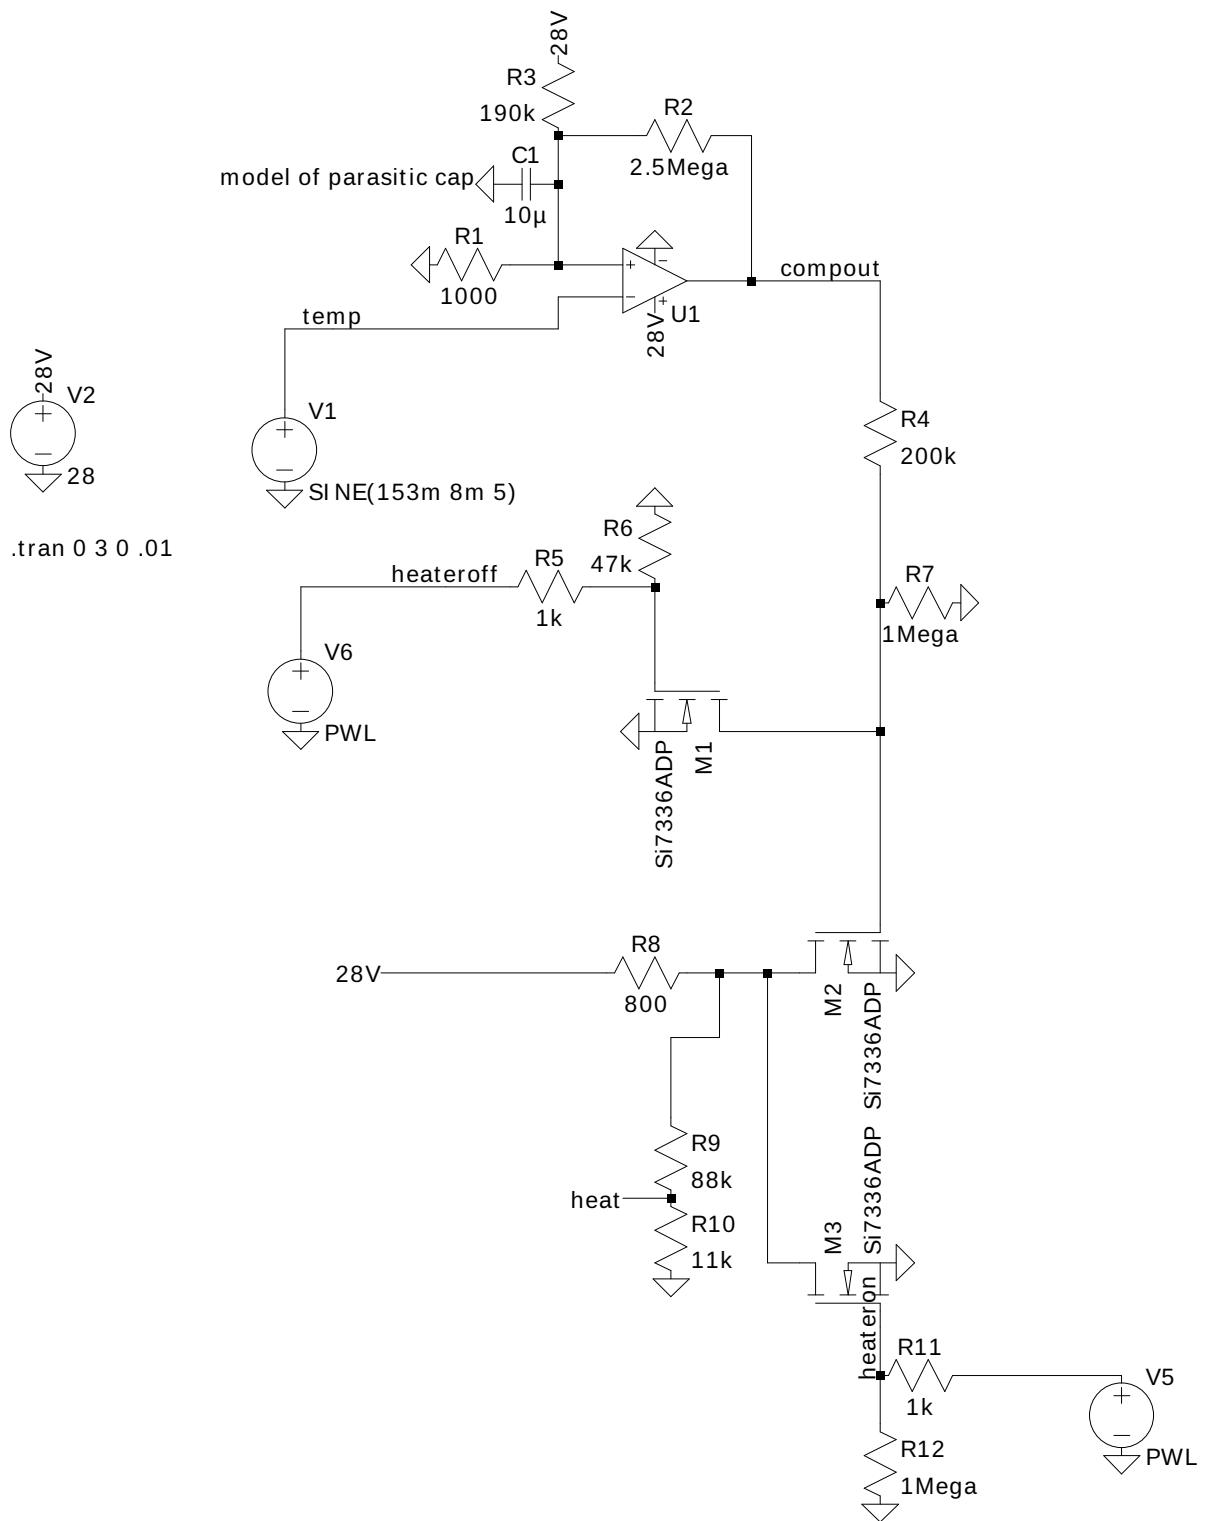 28V
R3
190k
R2
2.5Mega
C1
model of parasitic cap
10µ
R1
1000
compout
temp
U1
28V
28V
V2
28
V1
SINE(153m 8m 5)
R4
200k
.tran 0 3 0 .01
R6
47k
R5
heateroff
1k
R7
1Mega
V6
PWL
M1
Si7336ADP
R8
28V
800
M2
Si7336ADP
R9
88k
heat
R10
11k
M3
Si7336ADP
heateron
R11
1k
V5
PWL
R12
1Mega